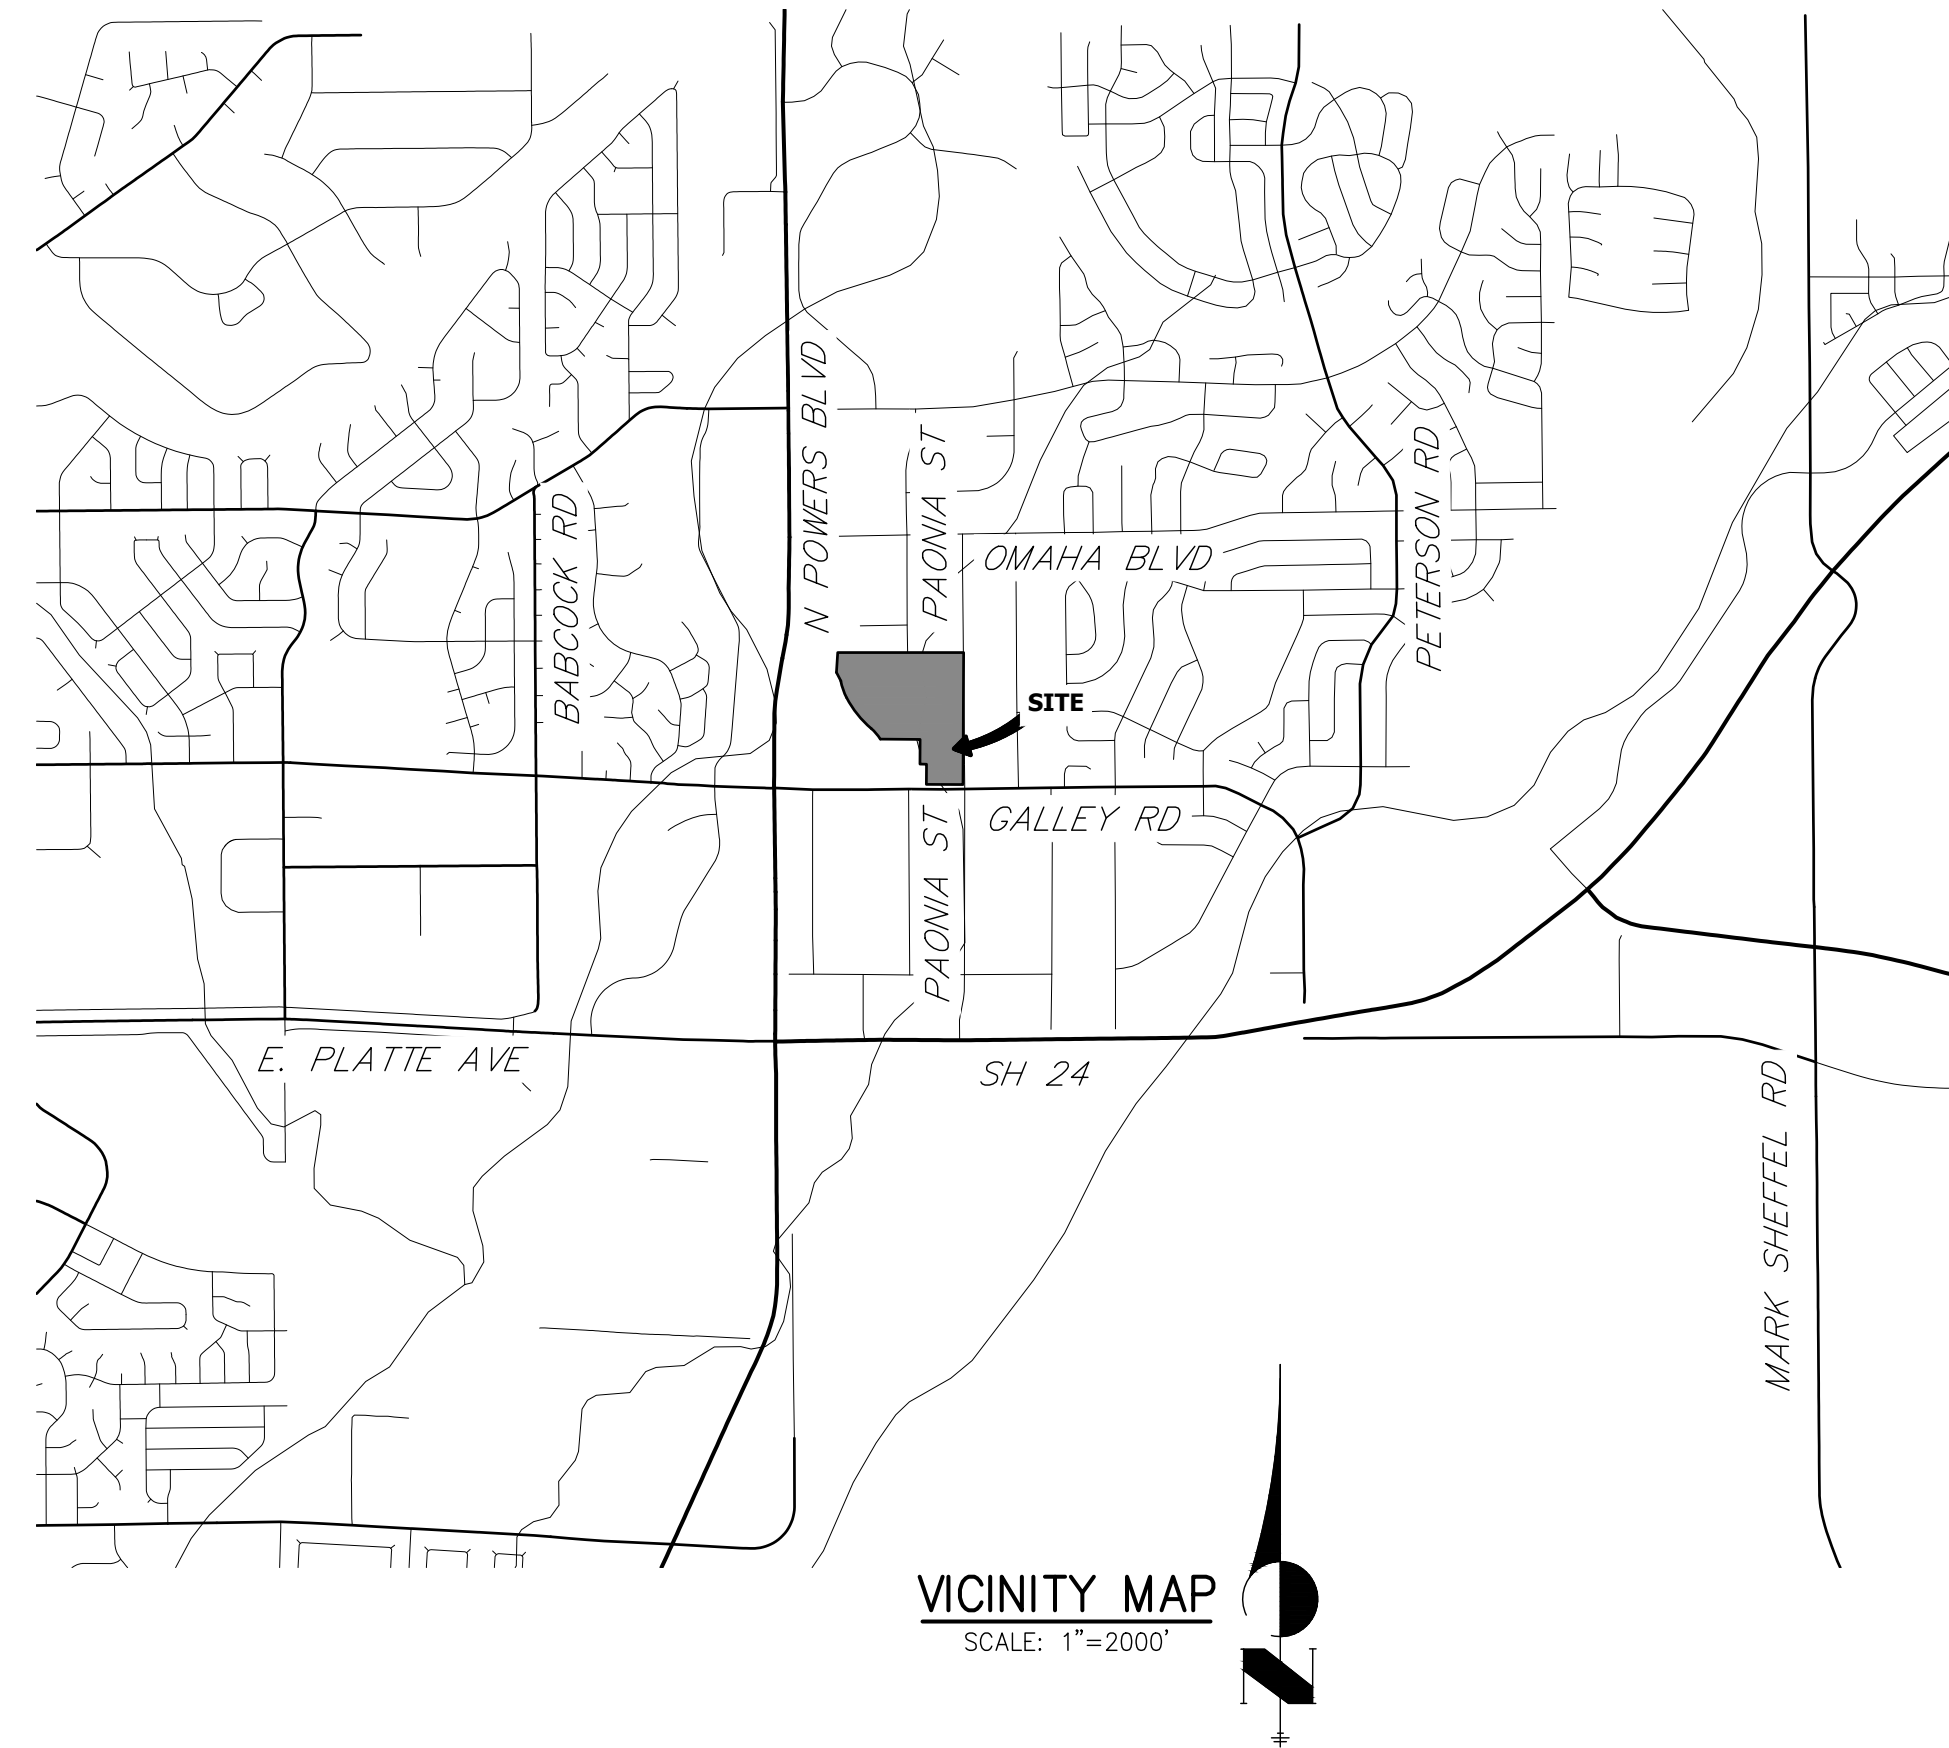 N POWERS BLVD
PAONIA ST
PETERSON RD
BABCOCK RD
OMAHA BLVD
SITE
GALLEY RD
PAONIA ST
E. PLATTE AVE
SH 24
MARK SHEFFEL RD
VICINITY MAP
SCALE: 1"=2000'
N